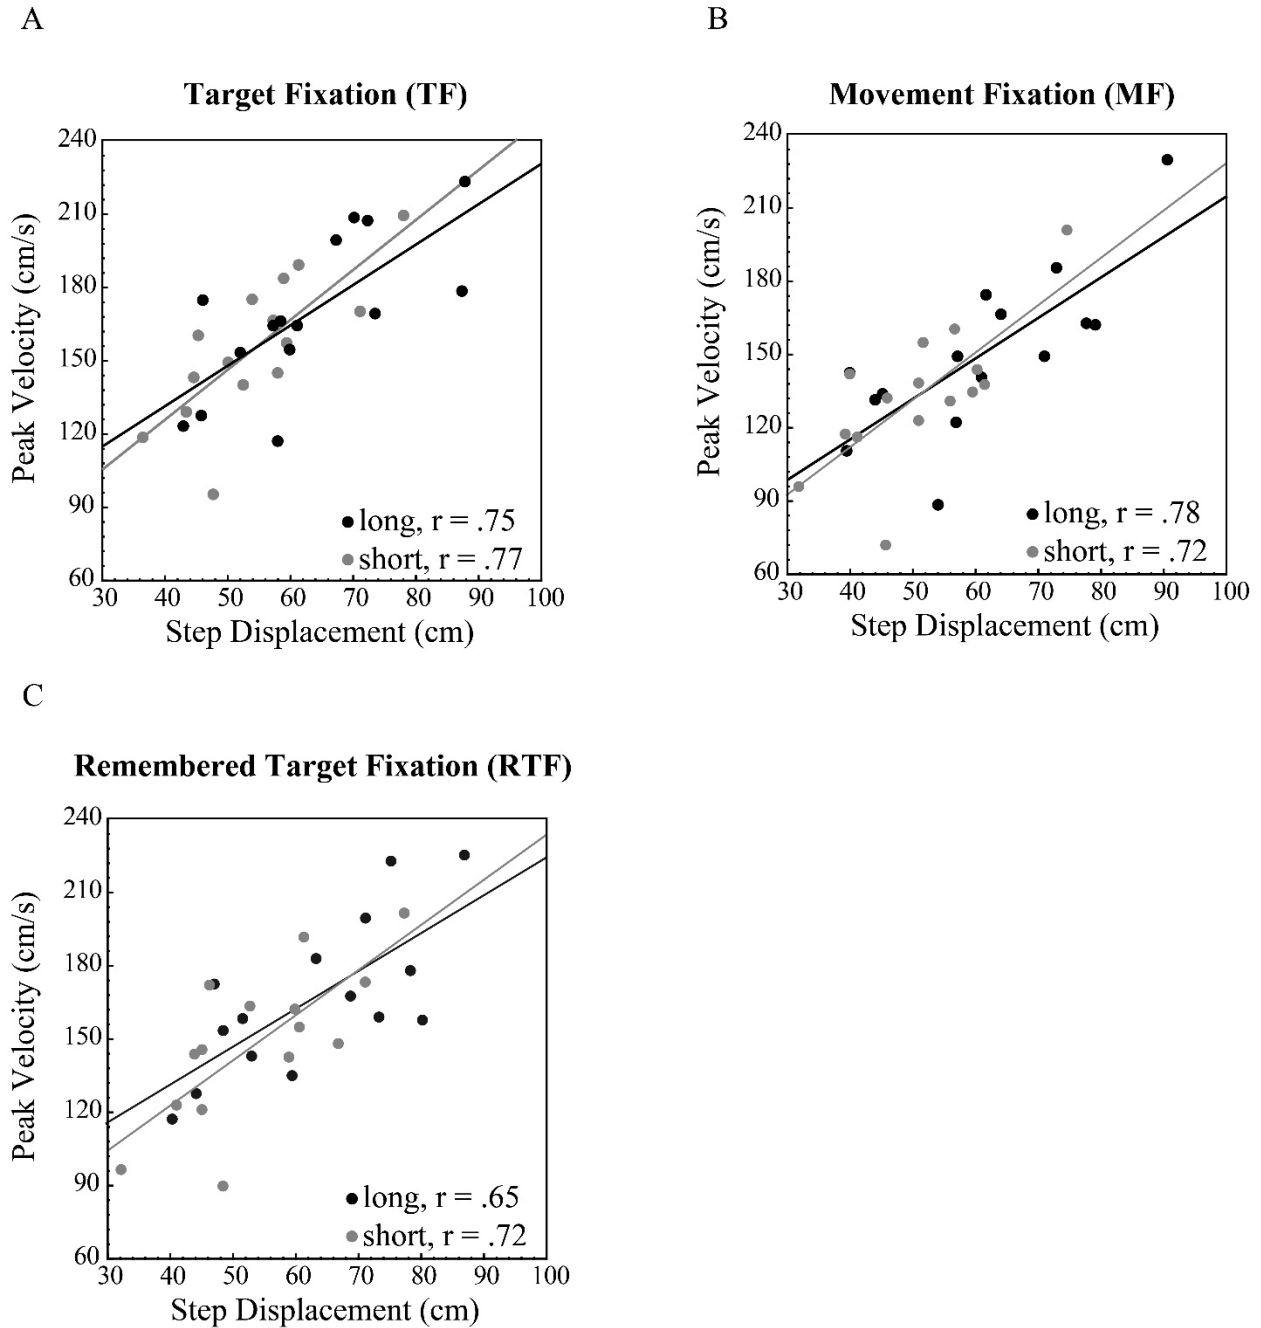 A
Target Fixation (TF)
240
210
180
150
120
90
60
Peak Velocity (cm/s)
long, r = .75
short, r = .77
30 40 50 60 70 80 90 100
Step Displacement (cm)
B
Movement Fixation (MF)
240
210
180
150
120
90
60
Peak Velocity (cm/s)
long, r = .78
short, r = .72
30 40 50 60 70 80 90 100
Step Displacement (cm)
C
Remembered Target Fixation (RTF)
240
210
180
150
120
90
60
Peak Velocity (cm/s)
long, r = .65
short, r = .72
30 40 50 60 70 80 90 100
Step Displacement (cm)